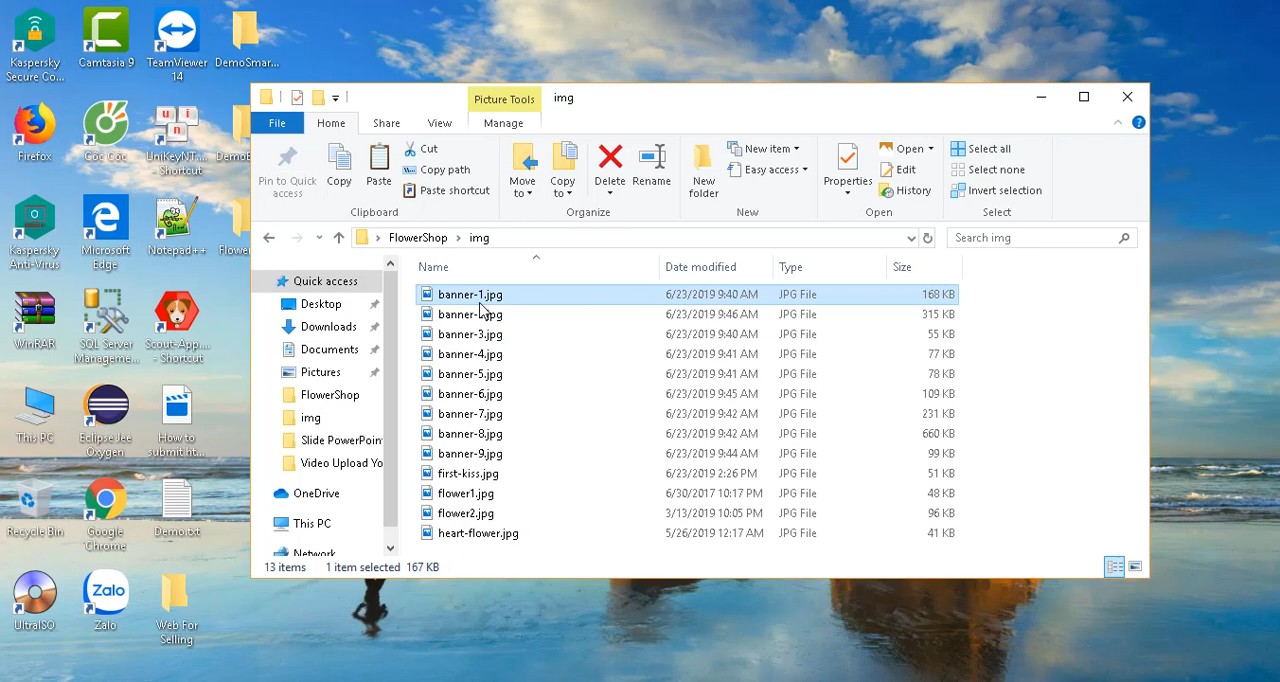 Kaspersky
Secure Co...
Camtasia 9
TeamViewer
14
DemoSmar...
Firefox
Cốc Cốc
UniKeyNT....
- Shortcut
Kaspersky
Anti-Virus
Microsoft
Edge
Notepad++
WinRAR
SQL Server
Manageme...
Scout-App....
- Shortcut
This PC
Eclipse Jee
Oxygen
How to
submit.ht...
Recycle Bin
Google
Chrome
Demo.txt
UltraISO
Zalo
Zalo
Web For
Selling
Picture Tools
img
File
Home
Share
View
Manage
Pin to Quick
access
Copy
Paste
Cut
Copy path
Paste shortcut
Clipboard
Move
to
Copy
to
Delete
Rename
Organize
New
folder
New item
Easy access
New
Properties
Open
Edit
History
Open
Select all
Select none
Invert selection
Select
FlowerShop > img
Search img
Quick access
Desktop
Downloads
Documents
Pictures
FlowerShop
img
Slide PowerPoin
Video Upload Yo
OneDrive
This PC
Network
Name Date modified Type Size
banner-1.jpg 6/23/2019 9:40 AM JPG File 168 KB
6/23/2019 9:46 AM JPG File 315 KB
banner-3.jpg 6/23/2019 9:40 AM JPG File 55 KB
banner-4.jpg 6/23/2019 9:41 AM JPG File 77 KB
banner-5.jpg 6/23/2019 9:41 AM JPG File 78 KB
banner-6.jpg 6/23/2019 9:45 AM JPG File 109 KB
banner-7.jpg 6/23/2019 9:42 AM JPG File 231 KB
banner-8.jpg 6/23/2019 9:42 AM JPG File 660 KB
banner-9.jpg 6/23/2019 9:44 AM JPG File 99 KB
first-kiss.jpg 6/23/2019 2:26 PM JPG File 51 KB
flower1.jpg 6/30/2017 10:17 PM JPG File 48 KB
flower2.jpg 3/13/2019 10:05 PM JPG File 96 KB
heart-flower.jpg 5/26/2019 12:17 AM JPG File 41 KB
13 items 1 item selected 167 KB